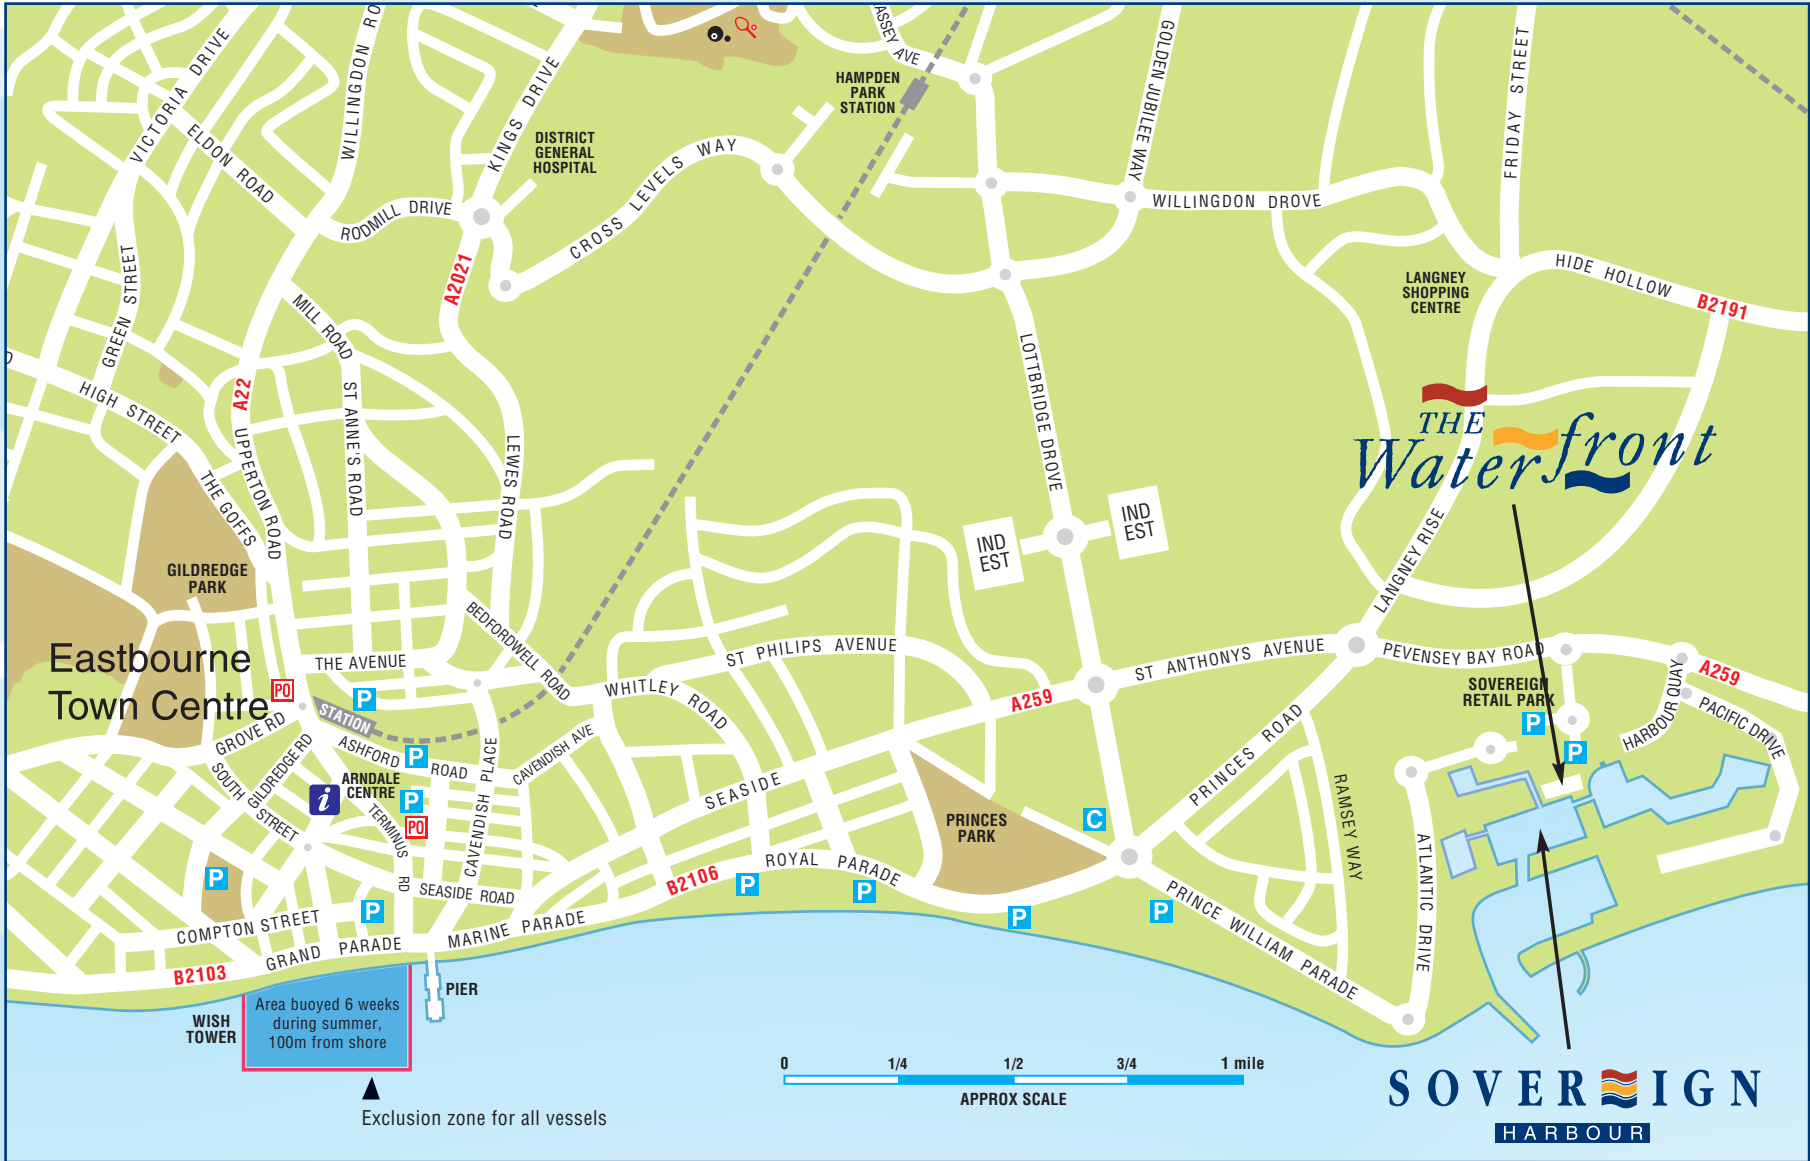 ASSEY AVE
GOLDEN JUBILEE WAY
FRIDAY STREET
VICTORIA DRIVE
WILLINGDON RO
KINGS DRIVE
HAMPDEN
PARK
STATION
ELDON ROAD
DISTRICT
GENERAL
HOSPITAL
CROSS LEVELS WAY
RODMILL DRIVE
WILLINGDON DROVE
A2021
GREEN STREET
MILL ROAD
LANGNEY
SHOPPING
CENTRE
HIDE HOLLOW
B2191
D
HIGH STREET
A22
ST ANNE'S ROAD
LOTTBRIDGE DROVE
THE
Waterfront
UPPERTON ROAD
LEWES ROAD
THE GOFFS
IND
EST
IND
EST
LANGNEY RISE
GILDREDGE
PARK
BEDFORDWELL ROAD
Eastbourne
Town Centre
THE AVENUE
PO
P
STATION
WHITLEY ROAD
ST PHILIPS AVENUE
A259
ST ANTHONYS AVENUE
PEVENSEY BAY ROAD
SOVEREIGN
RETAIL PARK
P
P
HARBOUR QUAY
A259
PACIFIC DRIVE
GROVE RD
GILDREDGE RD
SOUTH STREET
ASHFORD ROAD
P
CAVENDISH PLACE
CAVENDISH AVE
SEASIDE
PRINCES ROAD
i
ARNDALE
CENTRE
P
PO
TERMINUS RD
PRINCES
PARK
C
RAMSEY WAY
ATLANTIC DRIVE
P
P
SEASIDE ROAD
B2106
ROYAL PARADE
P
P
P
P
PRINCE WILLIAM PARADE
COMPTON STREET
GRAND PARADE
MARINE PARADE
B2103
PIER
WISH
TOWER
Area buoyed 6 weeks
during summer,
100m from shore
Exclusion zone for all vessels
0 1/4 1/2 3/4 1 mile
APPROX SCALE
SOVEREIGN
HARBOUR